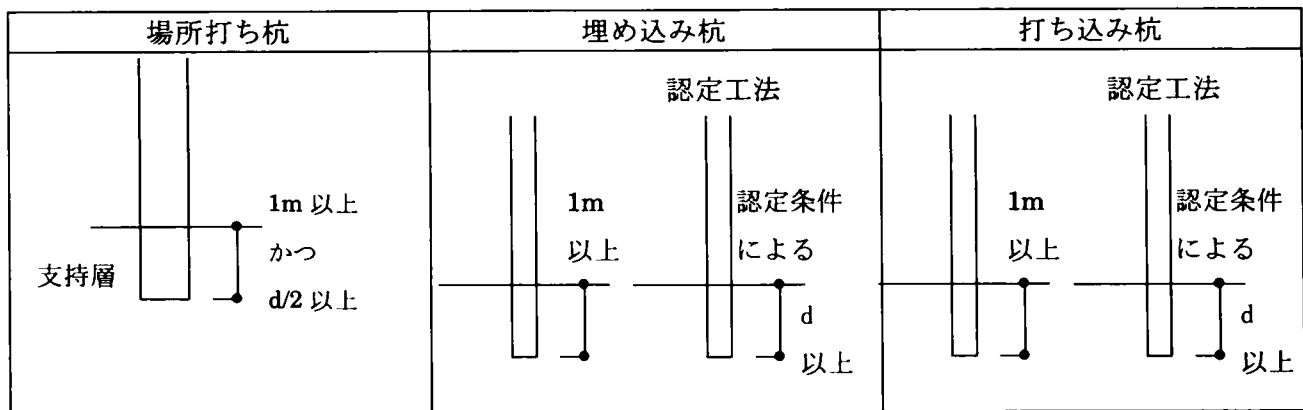 場所打ち杭
埋め込み杭
打ち込み杭
支持層
1m 以上
かつ
d/2 以上
1m
以上
認定工法
認定条件
による
d
以上
1m
以上
認定工法
認定条件
による
d
以上